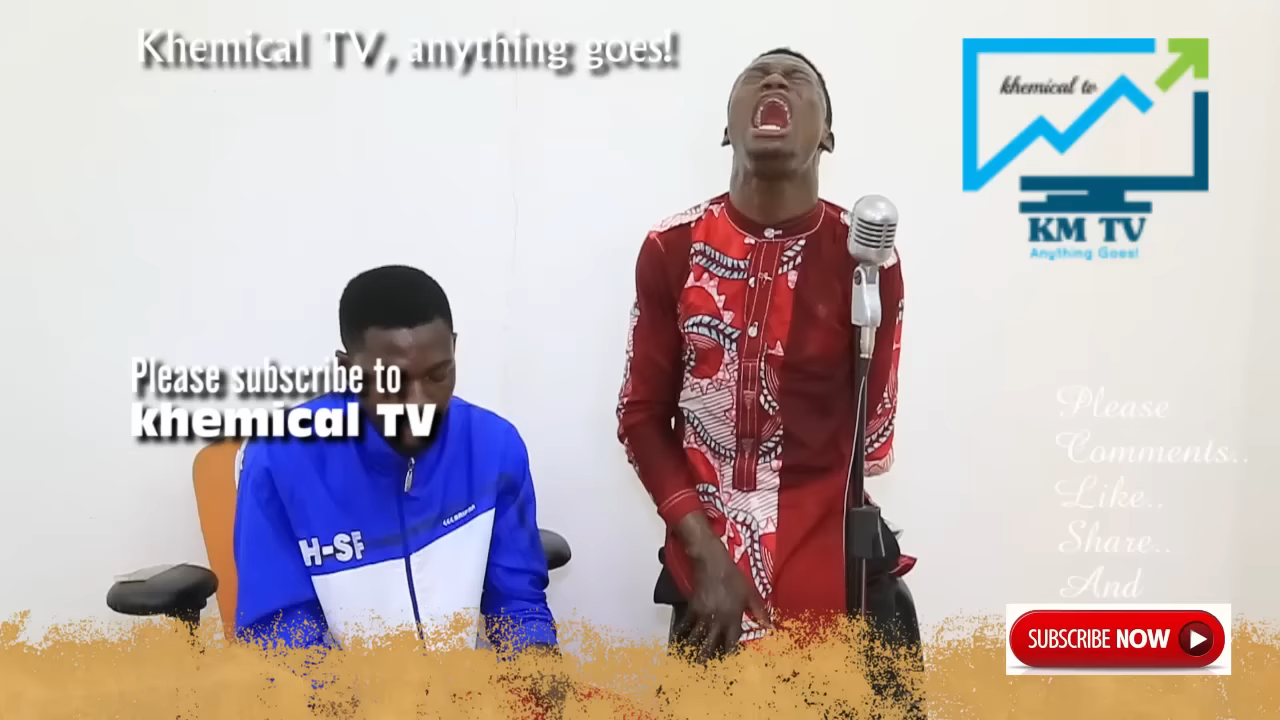 Khemical TV, anything goes!
khemical tv
KM TV
Anything Goes!
Please subscribe to
khemical TV
Please
Comments..
Like..
Share..
And
H-SF
SUBSCRIBE NOW